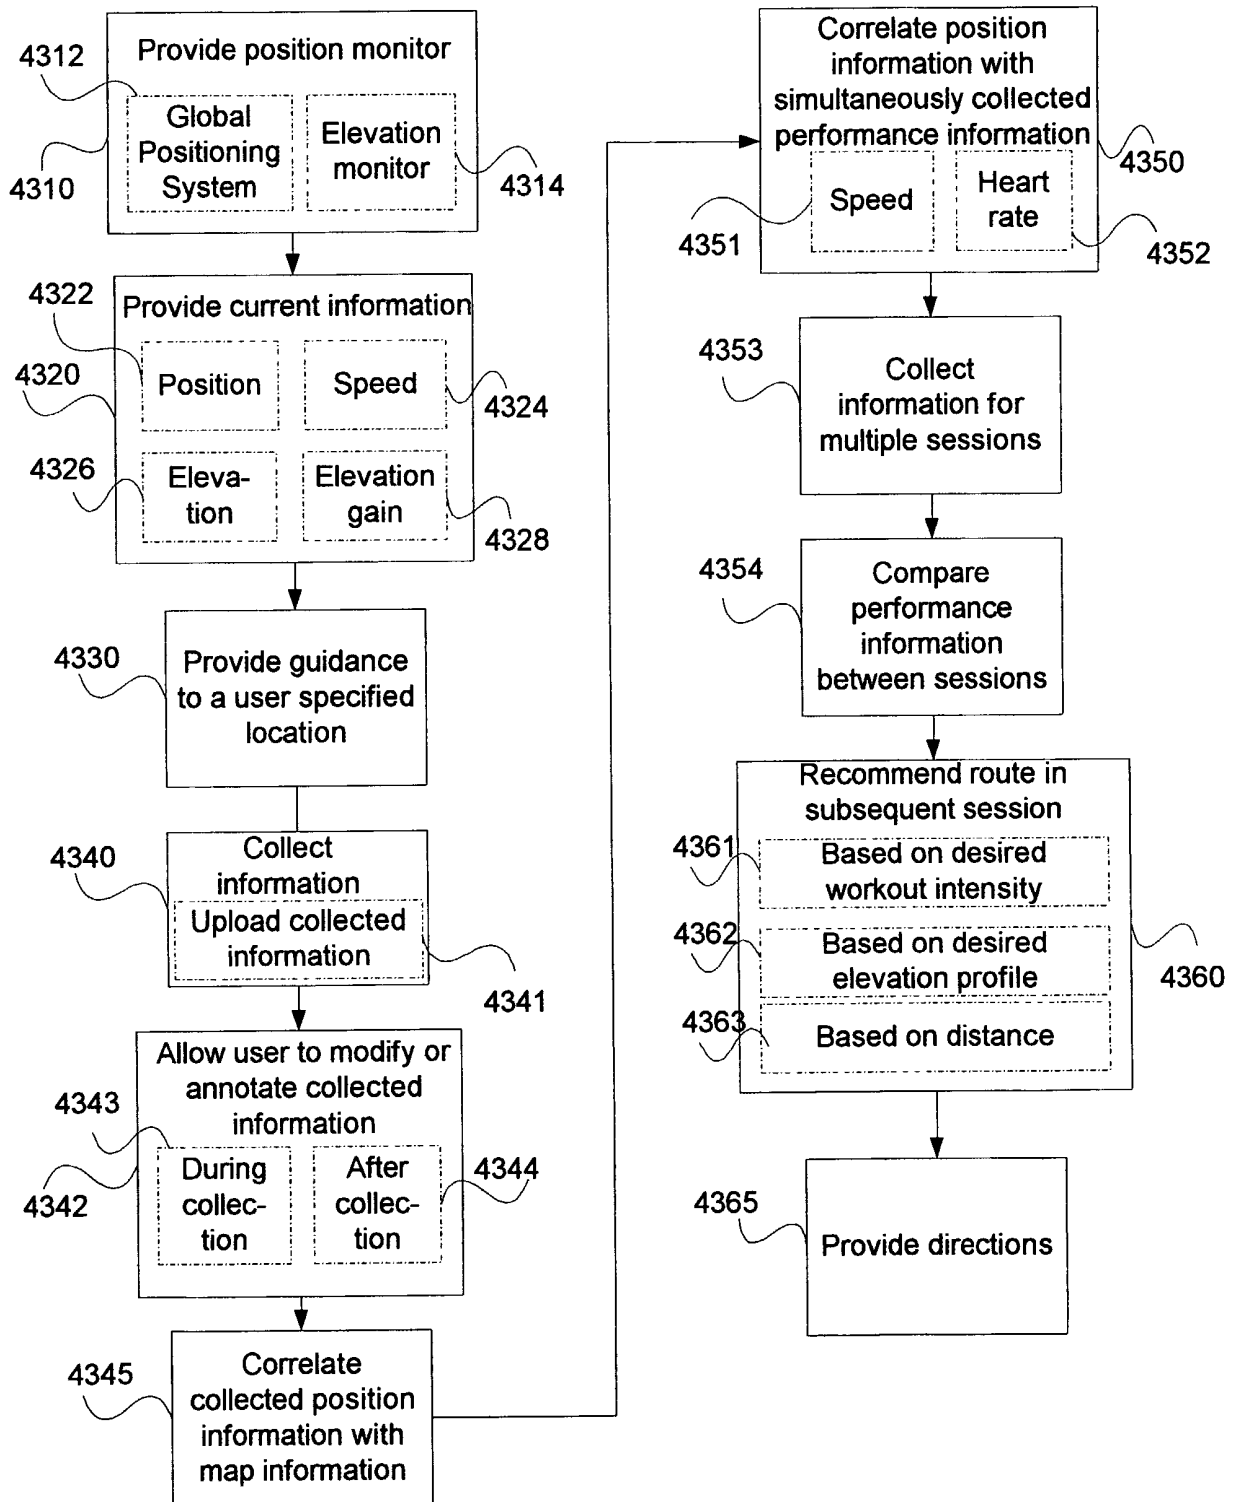 Provide position monitor
4312
Global
Positioning
System
Elevation
monitor
4310
4314
4322
Provide current information
4320
Position
Speed
4324
4326
Eleva-
tion
Elevation
gain
4328
4330
Provide guidance
to a user specified
location
4340
Collect
information
Upload collected
information
4341
Allow user to modify or
annotate collected
information
4343
4342
During
collec-
tion
After
collec-
tion
4344
4345
Correlate
collected position
information with
map information
Correlate position
information with
simultaneously collected
performance information
4350
4351
Speed
Heart
rate
4352
4353
Collect
information for
multiple sessions
4354
Compare
performance
information
between sessions
Recommend route in
subsequent session
4361
Based on desired
workout intensity
4362
Based on desired
elevation profile
4360
4363
Based on distance
4365
Provide directions